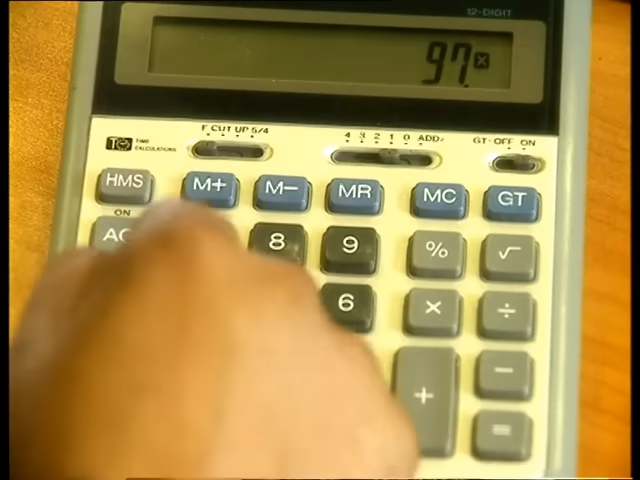 12-DIGIT
97.×
TIME CALCULATIONS
F CUT UP 5/4
4 3 2 1 0 ADD2
GT-OFF ON
HMS M+ M− MR MC GT
ON
AC 8 9 % √
6 × ÷
+ −
=